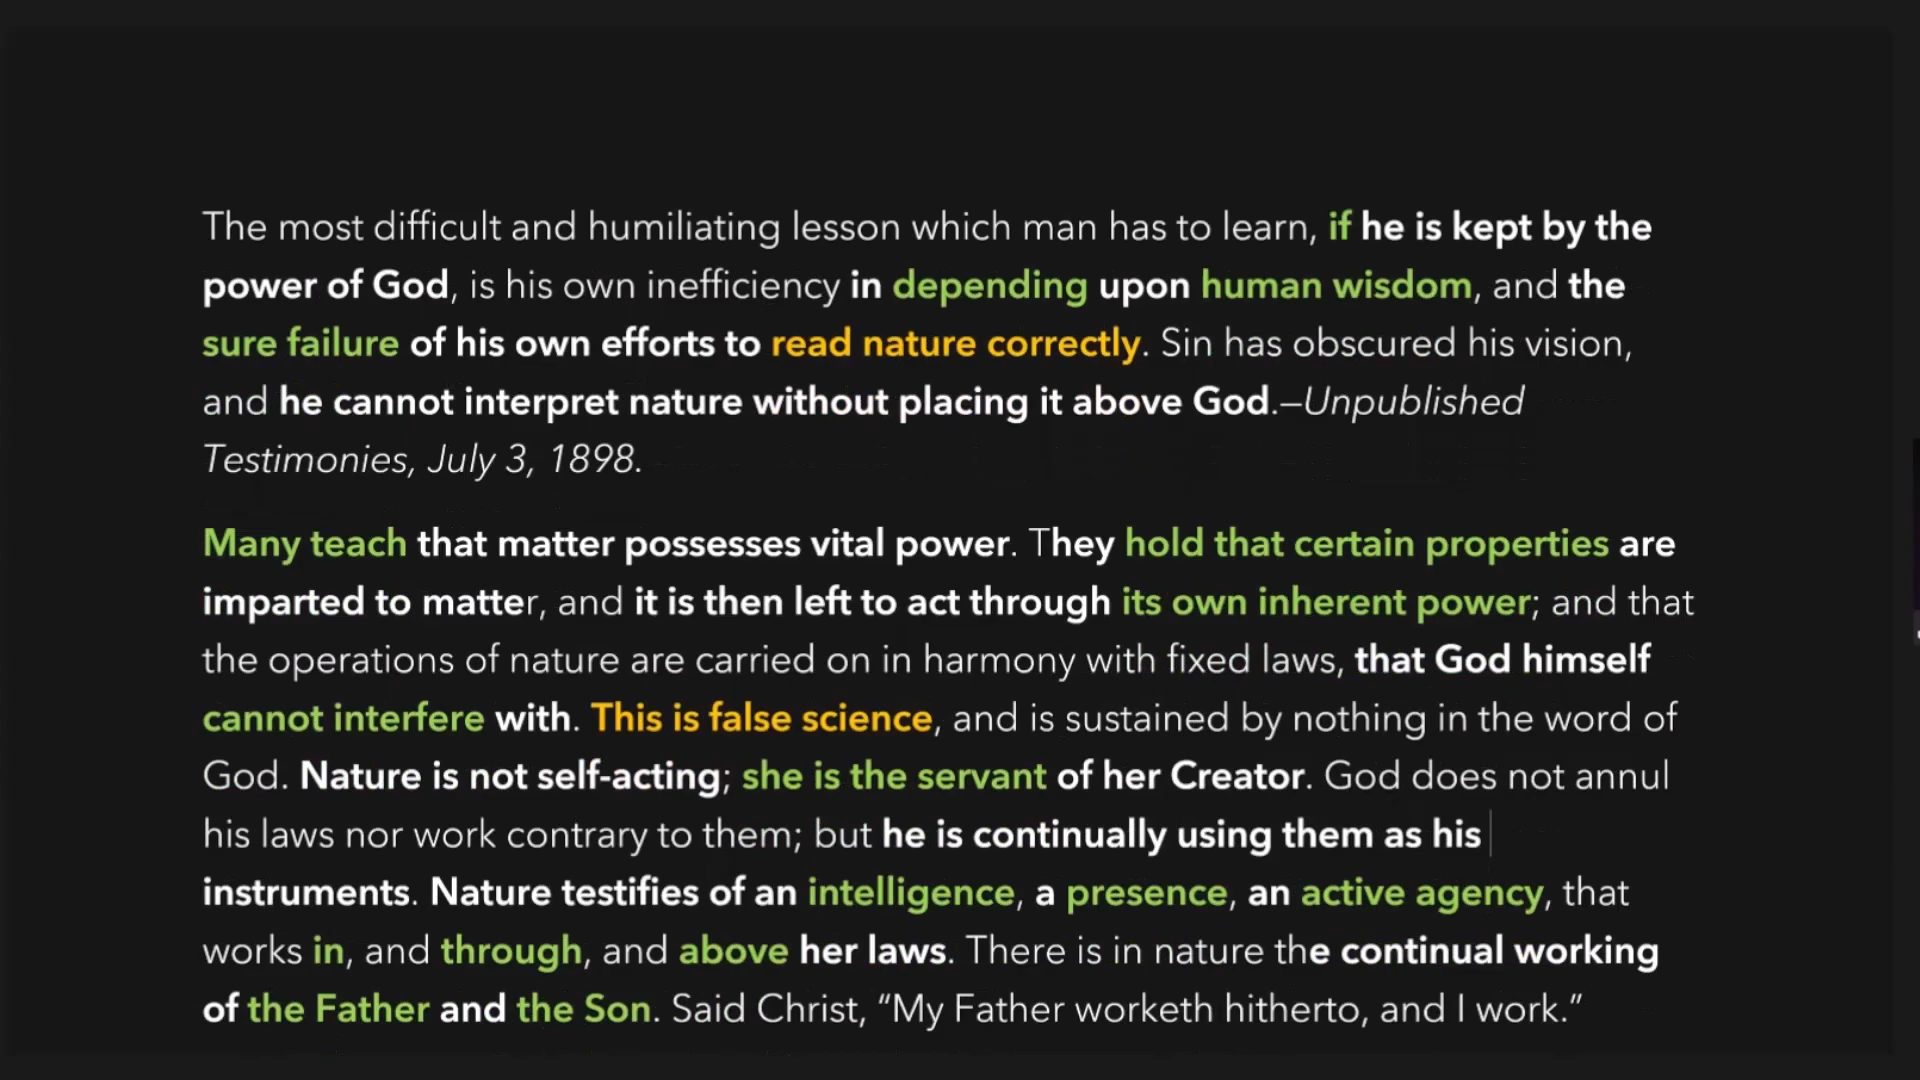 The most difficult and humiliating lesson which man has to learn, if he is kept by the
power of God, is his own inefficiency in depending upon human wisdom, and the
sure failure of his own efforts to read nature correctly. Sin has obscured his vision,
and he cannot interpret nature without placing it above God.—Unpublished
Testimonies, July 3, 1898.
Many teach that matter possesses vital power. They hold that certain properties are
imparted to matter, and it is then left to act through its own inherent power; and that
the operations of nature are carried on in harmony with fixed laws, that God himself
cannot interfere with. This is false science, and is sustained by nothing in the word of
God. Nature is not self-acting; she is the servant of her Creator. God does not annul
his laws nor work contrary to them; but he is continually using them as his
instruments. Nature testifies of an intelligence, a presence, an active agency, that
works in, and through, and above her laws. There is in nature the continual working
of the Father and the Son. Said Christ, “My Father worketh hitherto, and I work.”